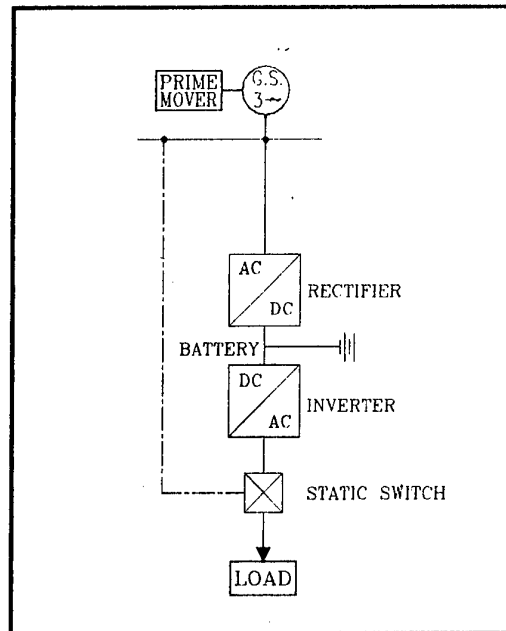 PRIME
MOVER
G.S.
3~
AC
DC
RECTIFIER
BATTERY
DC
AC
INVERTER
STATIC SWITCH
LOAD